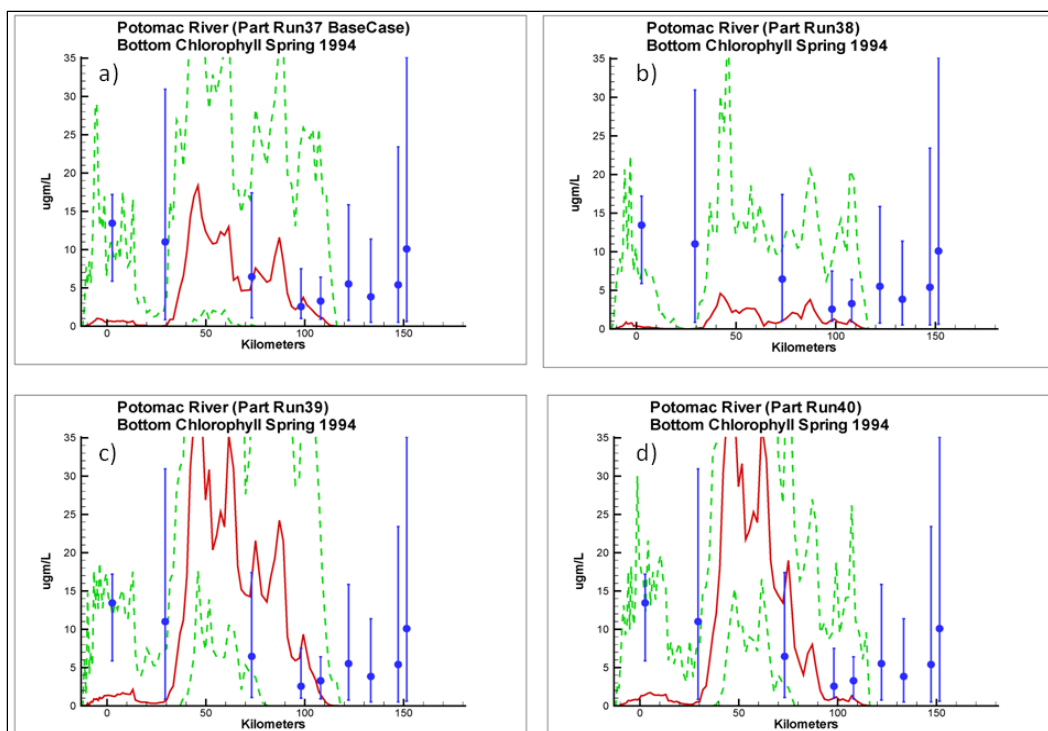 Potomac River (Part Run37 BaseCase)
Bottom Chlorophyll Spring 1994
a)
35
30
25
20
15
10
5
0
ugm/L
0
50
100
150
Kilometers
Potomac River (Part Run38)
Bottom Chlorophyll Spring 1994
b)
35
30
25
20
15
10
5
0
ugm/L
0
50
100
150
Kilometers
Potomac River (Part Run39)
Bottom Chlorophyll Spring 1994
c)
35
30
25
20
15
10
5
0
ugm/L
0
50
100
150
Kilometers
Potomac River (Part Run40)
Bottom Chlorophyll Spring 1994
d)
35
30
25
20
15
10
5
0
ugm/L
0
50
100
150
Kilometers